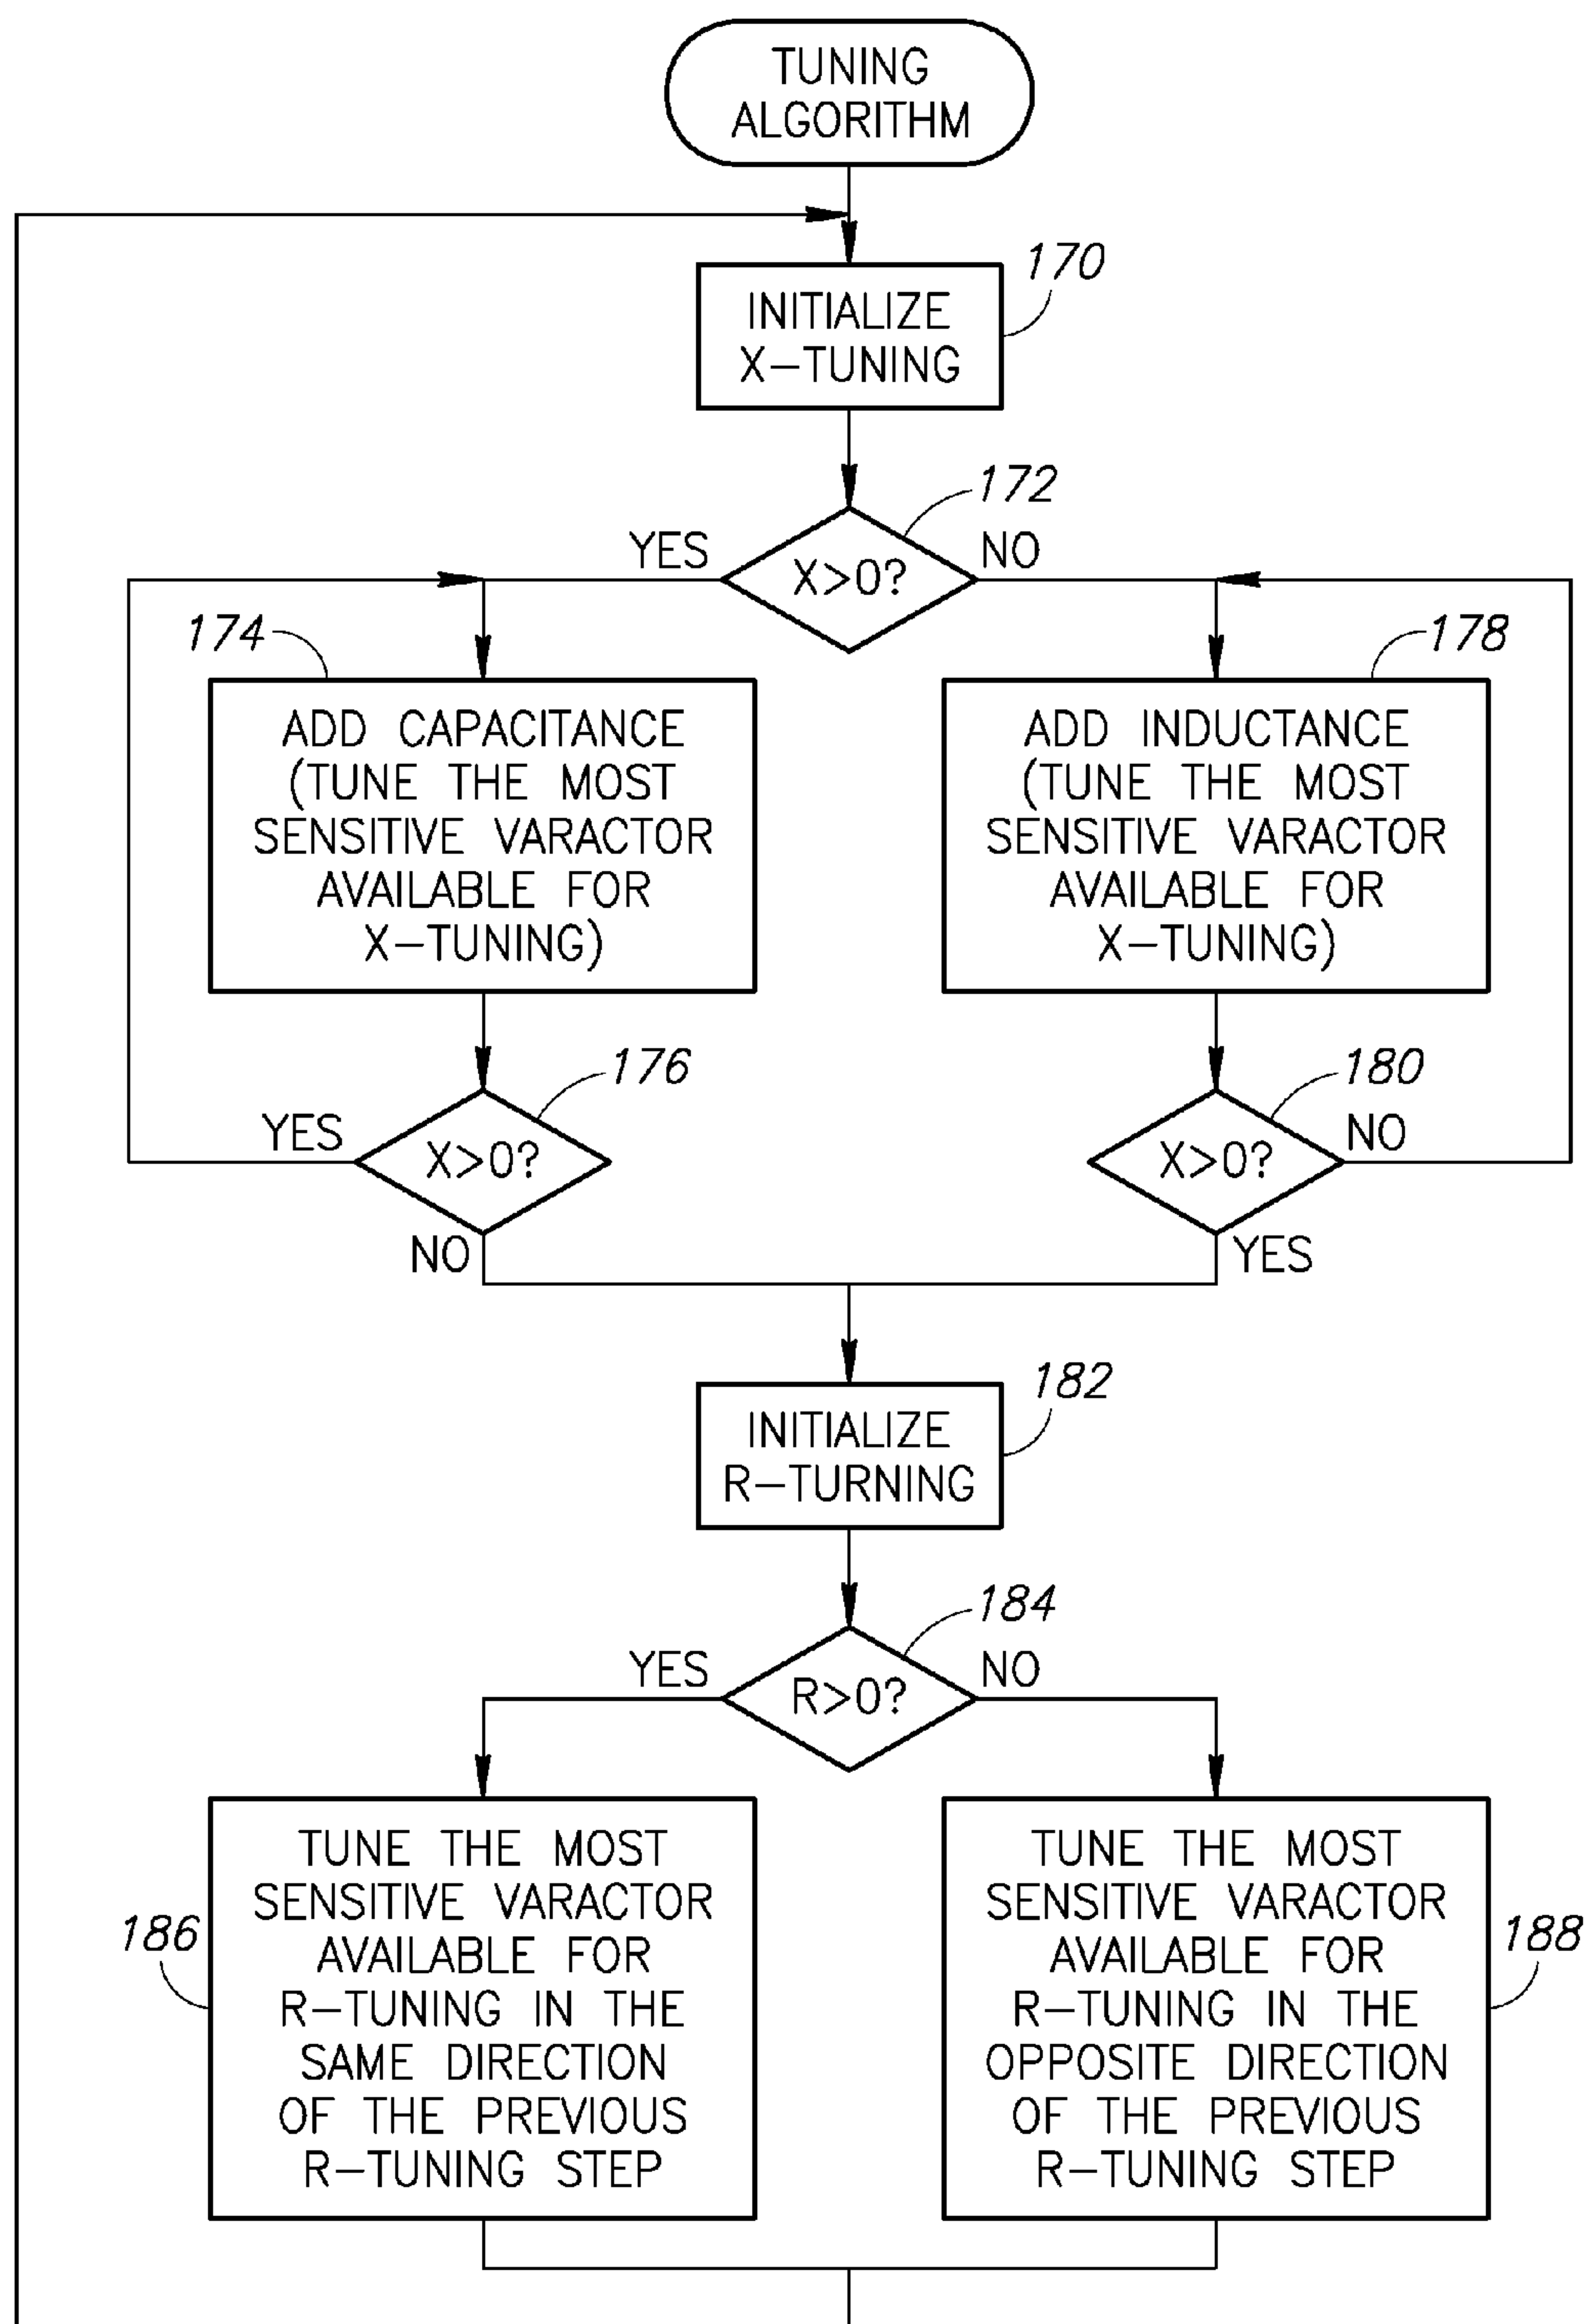 TUNING
ALGORITHM
170
INITIALIZE
X-TUNING
172
YES
X>0?
NO
174
178
ADD CAPACITANCE
(TUNE THE MOST
SENSITIVE VARACTOR
AVAILABLE FOR
X-TUNING)
ADD INDUCTANCE
(TUNE THE MOST
SENSITIVE VARACTOR
AVAILABLE FOR
X-TUNING)
176
YES
X>0?
NO
180
X>0?
NO
YES
182
INITIALIZE
R-TURNING
184
YES
R>0?
NO
186
TUNE THE MOST
SENSITIVE VARACTOR
AVAILABLE FOR
R-TUNING IN THE
SAME DIRECTION
OF THE PREVIOUS
R-TUNING STEP
TUNE THE MOST
SENSITIVE VARACTOR
AVAILABLE FOR
R-TUNING IN THE
OPPOSITE DIRECTION
OF THE PREVIOUS
R-TUNING STEP
188